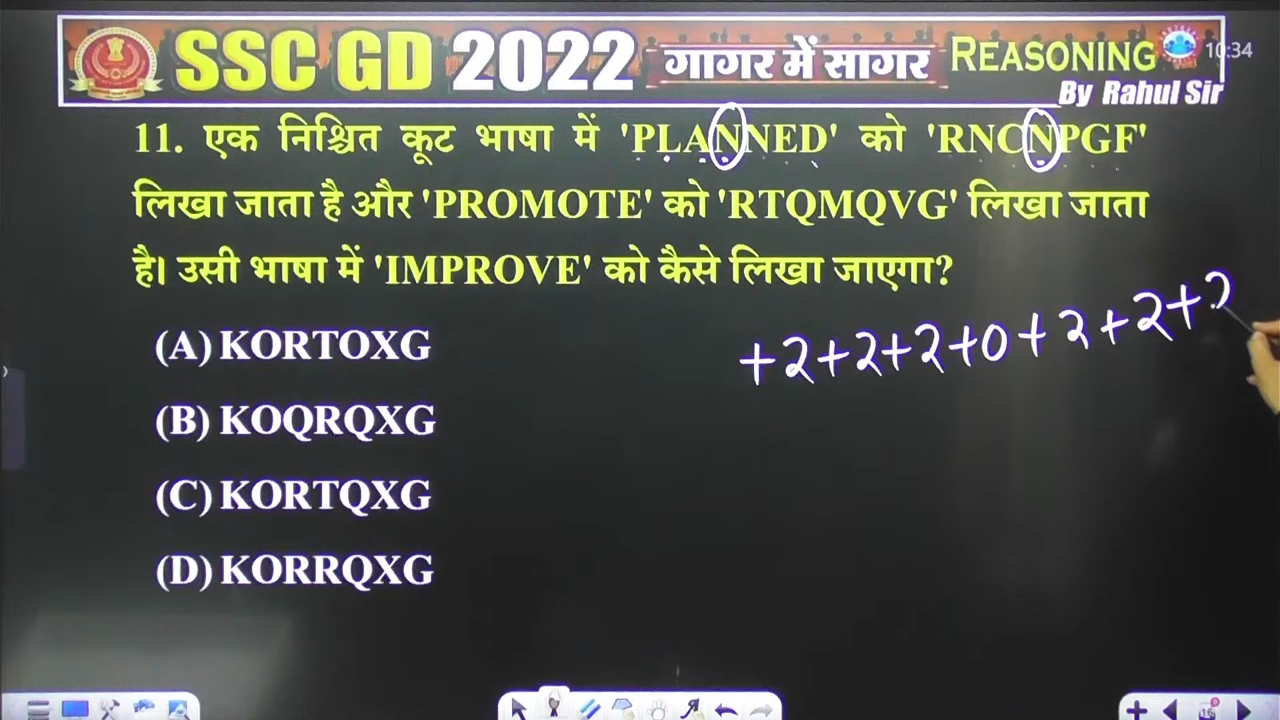 SSC GD 2022 गागर में सागर REASONING 10:34
By Rahul Sir
11. एक निश्चित कूट भाषा में 'PLANNED' को 'RNCNPGF'
लिखा जाता है और 'PROMOTE' को 'RTQMQVG' लिखा जाता
है। उसी भाषा में 'IMPROVE' को कैसे लिखा जाएगा?
+2+2+2+0+2+2+2
(A) KORTOXG
(B) KOQRQXG
(C) KORTQXG
(D) KORRQXG